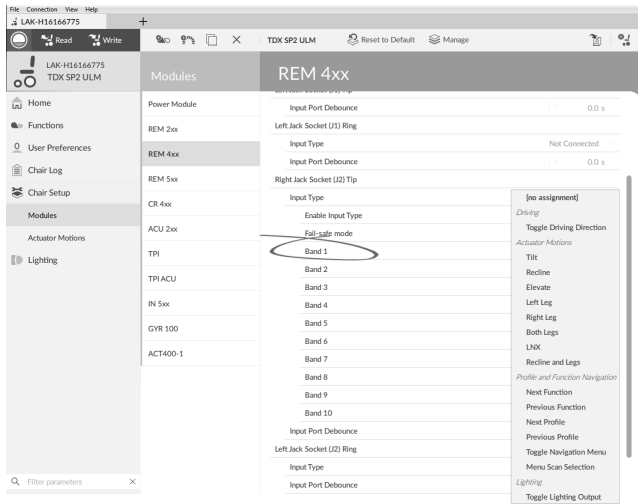 File Connection View Help
LAK-H16166775
Read Write TDX SP2 ULM Reset to Default Manage
LAK-H16166775
TDX SP2 ULM
Home
Functions
User Preferences
Chair Log
Chair Setup
Modules
Actuator Motions
Lighting
Filter parameters
Modules
Power Module
REM 2xx
REM 4xx
REM 5xx
CR 4xx
ACU 2xx
TPI
TPI ACU
IN 5xx
GYR 100
ACT400-1
REM 4xx
Input Port Debounce 0.0 s
Left Jack Socket (J1) Ring
Input Type Not Connected
Input Port Debounce 0.0 s
Right Jack Socket (J2) Tip
Input Type
Enable Input Type
Fail-safe mode
Band 1
Band 2
Band 3
Band 4
Band 5
Band 6
Band 7
Band 8
Band 9
Band 10
Input Port Debounce
Left Jack Socket (J2) Ring
Input Type
Input Port Debounce
[no assignment]
Driving
Toggle Driving Direction
Actuator Motions
Tilt
Recline
Elevate
Left Leg
Right Leg
Both Legs
LNX
Recline and Legs
Profile and Function Navigation
Next Function
Previous Function
Next Profile
Previous Profile
Toggle Navigation Menu
Menu Scan Selection
Lighting
Toggle Lighting Output